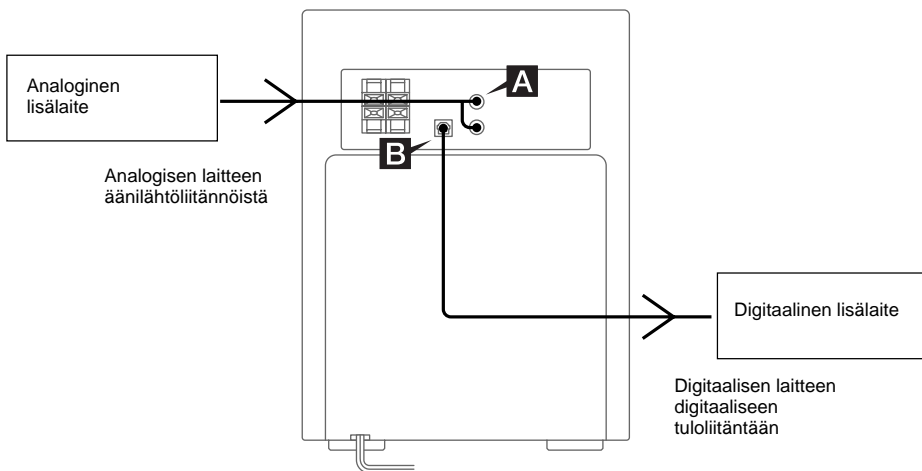 Analoginen
lisälaite
A
B
Analogisen laitteen
äänilähtöliitännöistä
Digitaalinen lisälaite
Digitaalisen laitteen
digitaaliseen
tuloliitäntään